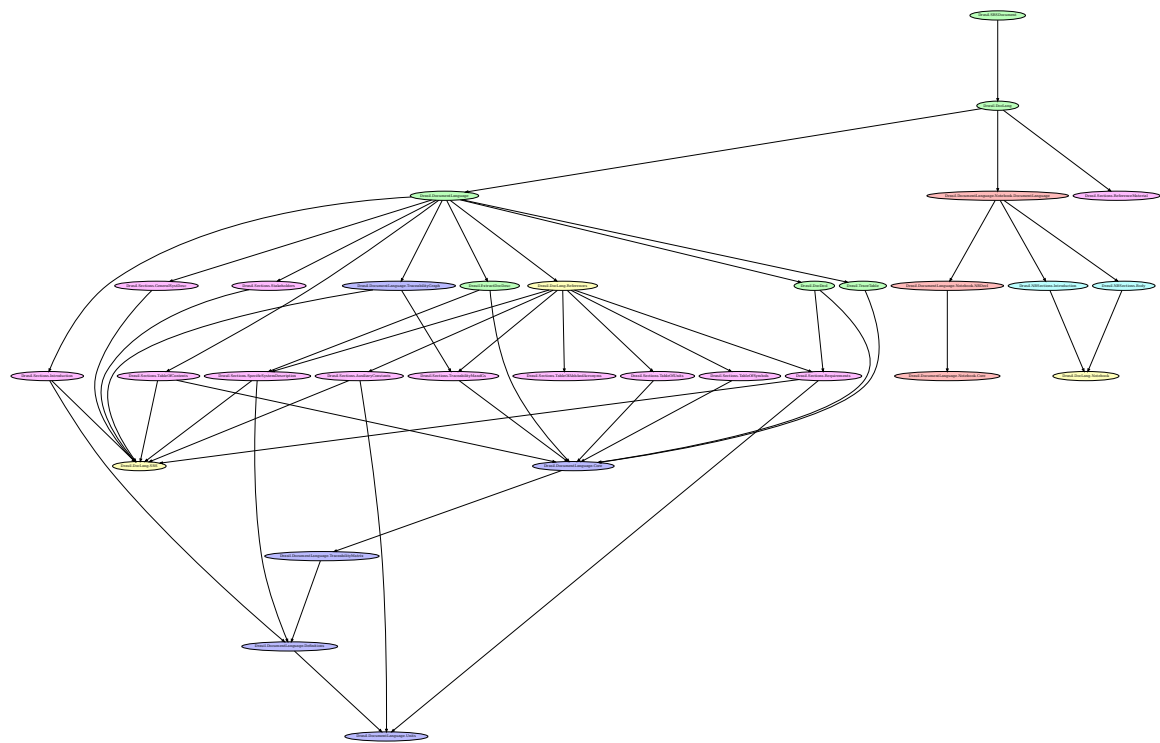 Drasil.SRSDocument
Drasil.DocLang
Drasil.DocumentLanguage
Drasil.DocumentLanguage.Notebook.DocumentLanguage
Drasil.Sections.ReferenceMaterial
Drasil.Sections.GeneralSystDesc
Drasil.Sections.Stakeholders
Drasil.DocumentLanguage.TraceabilityGraph
Drasil.ExtractDocDesc
Drasil.DocLang.References
Drasil.DocDecl
Drasil.TraceTable
Drasil.DocumentLanguage.Notebook.NBDecl
Drasil.NBSections.Introduction
Drasil.NBSections.Body
Drasil.Sections.Introduction
Drasil.Sections.TableOfContents
Drasil.Sections.SpecificSystemDescription
Drasil.Sections.AuxiliaryConstants
Drasil.Sections.TraceabilityMandGs
Drasil.Sections.TableOfUnits
Drasil.Sections.TableOfSymbols
Drasil.Sections.Requirements
Drasil.DocumentLanguage.Notebook.Core
Drasil.DocLang.Notebook
Drasil.DocLang.SRS
Drasil.DocumentLanguage.Core
Drasil.DocumentLanguage.TraceabilityMatrix
Drasil.DocumentLanguage.Definitions
Drasil.DocumentLanguage.Units